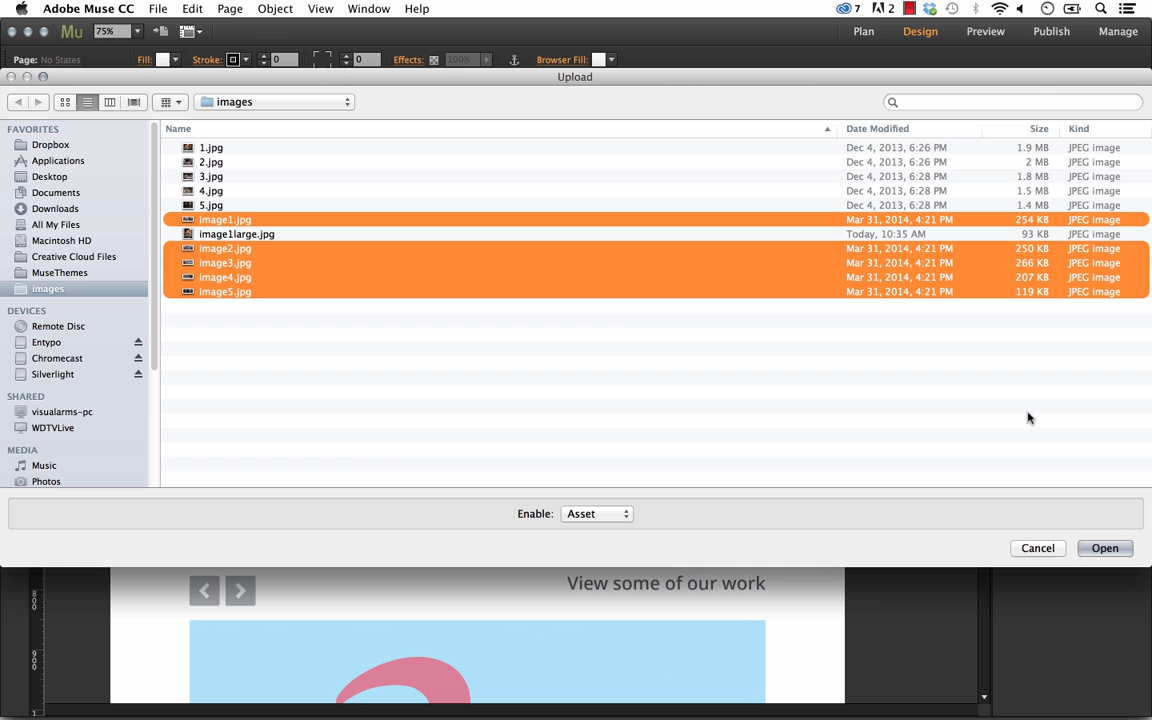 Adobe Muse CC File Edit Page Object View Window Help 7 2
Mu 75% Plan Design Preview Publish Manage
Page: No States Fill: Stroke: 0 0 Effects: 100% Browser Fill:
Upload
images
FAVORITES
Dropbox
Applications
Desktop
Documents
Downloads
All My Files
Macintosh HD
Creative Cloud Files
MuseThemes
images
DEVICES
Remote Disc
Entypo
Chromecast
Silverlight
SHARED
visualarms-pc
WDTVLive
MEDIA
Music
Photos
Name Date Modified Size Kind
1.jpg Dec 4, 2013, 6:26 PM 1.9 MB JPEG image
2.jpg Dec 4, 2013, 6:26 PM 2 MB JPEG image
3.jpg Dec 4, 2013, 6:28 PM 1.8 MB JPEG image
4.jpg Dec 4, 2013, 6:28 PM 1.5 MB JPEG image
5.jpg Dec 4, 2013, 6:28 PM 1.4 MB JPEG image
image1.jpg Mar 31, 2014, 4:21 PM 254 KB JPEG image
image1large.jpg Today, 10:35 AM 93 KB JPEG image
image2.jpg Mar 31, 2014, 4:21 PM 250 KB JPEG image
image3.jpg Mar 31, 2014, 4:21 PM 266 KB JPEG image
image4.jpg Mar 31, 2014, 4:21 PM 207 KB JPEG image
image5.jpg Mar 31, 2014, 4:21 PM 119 KB JPEG image
Enable: Asset
Cancel Open
View some of our work
800
900
1